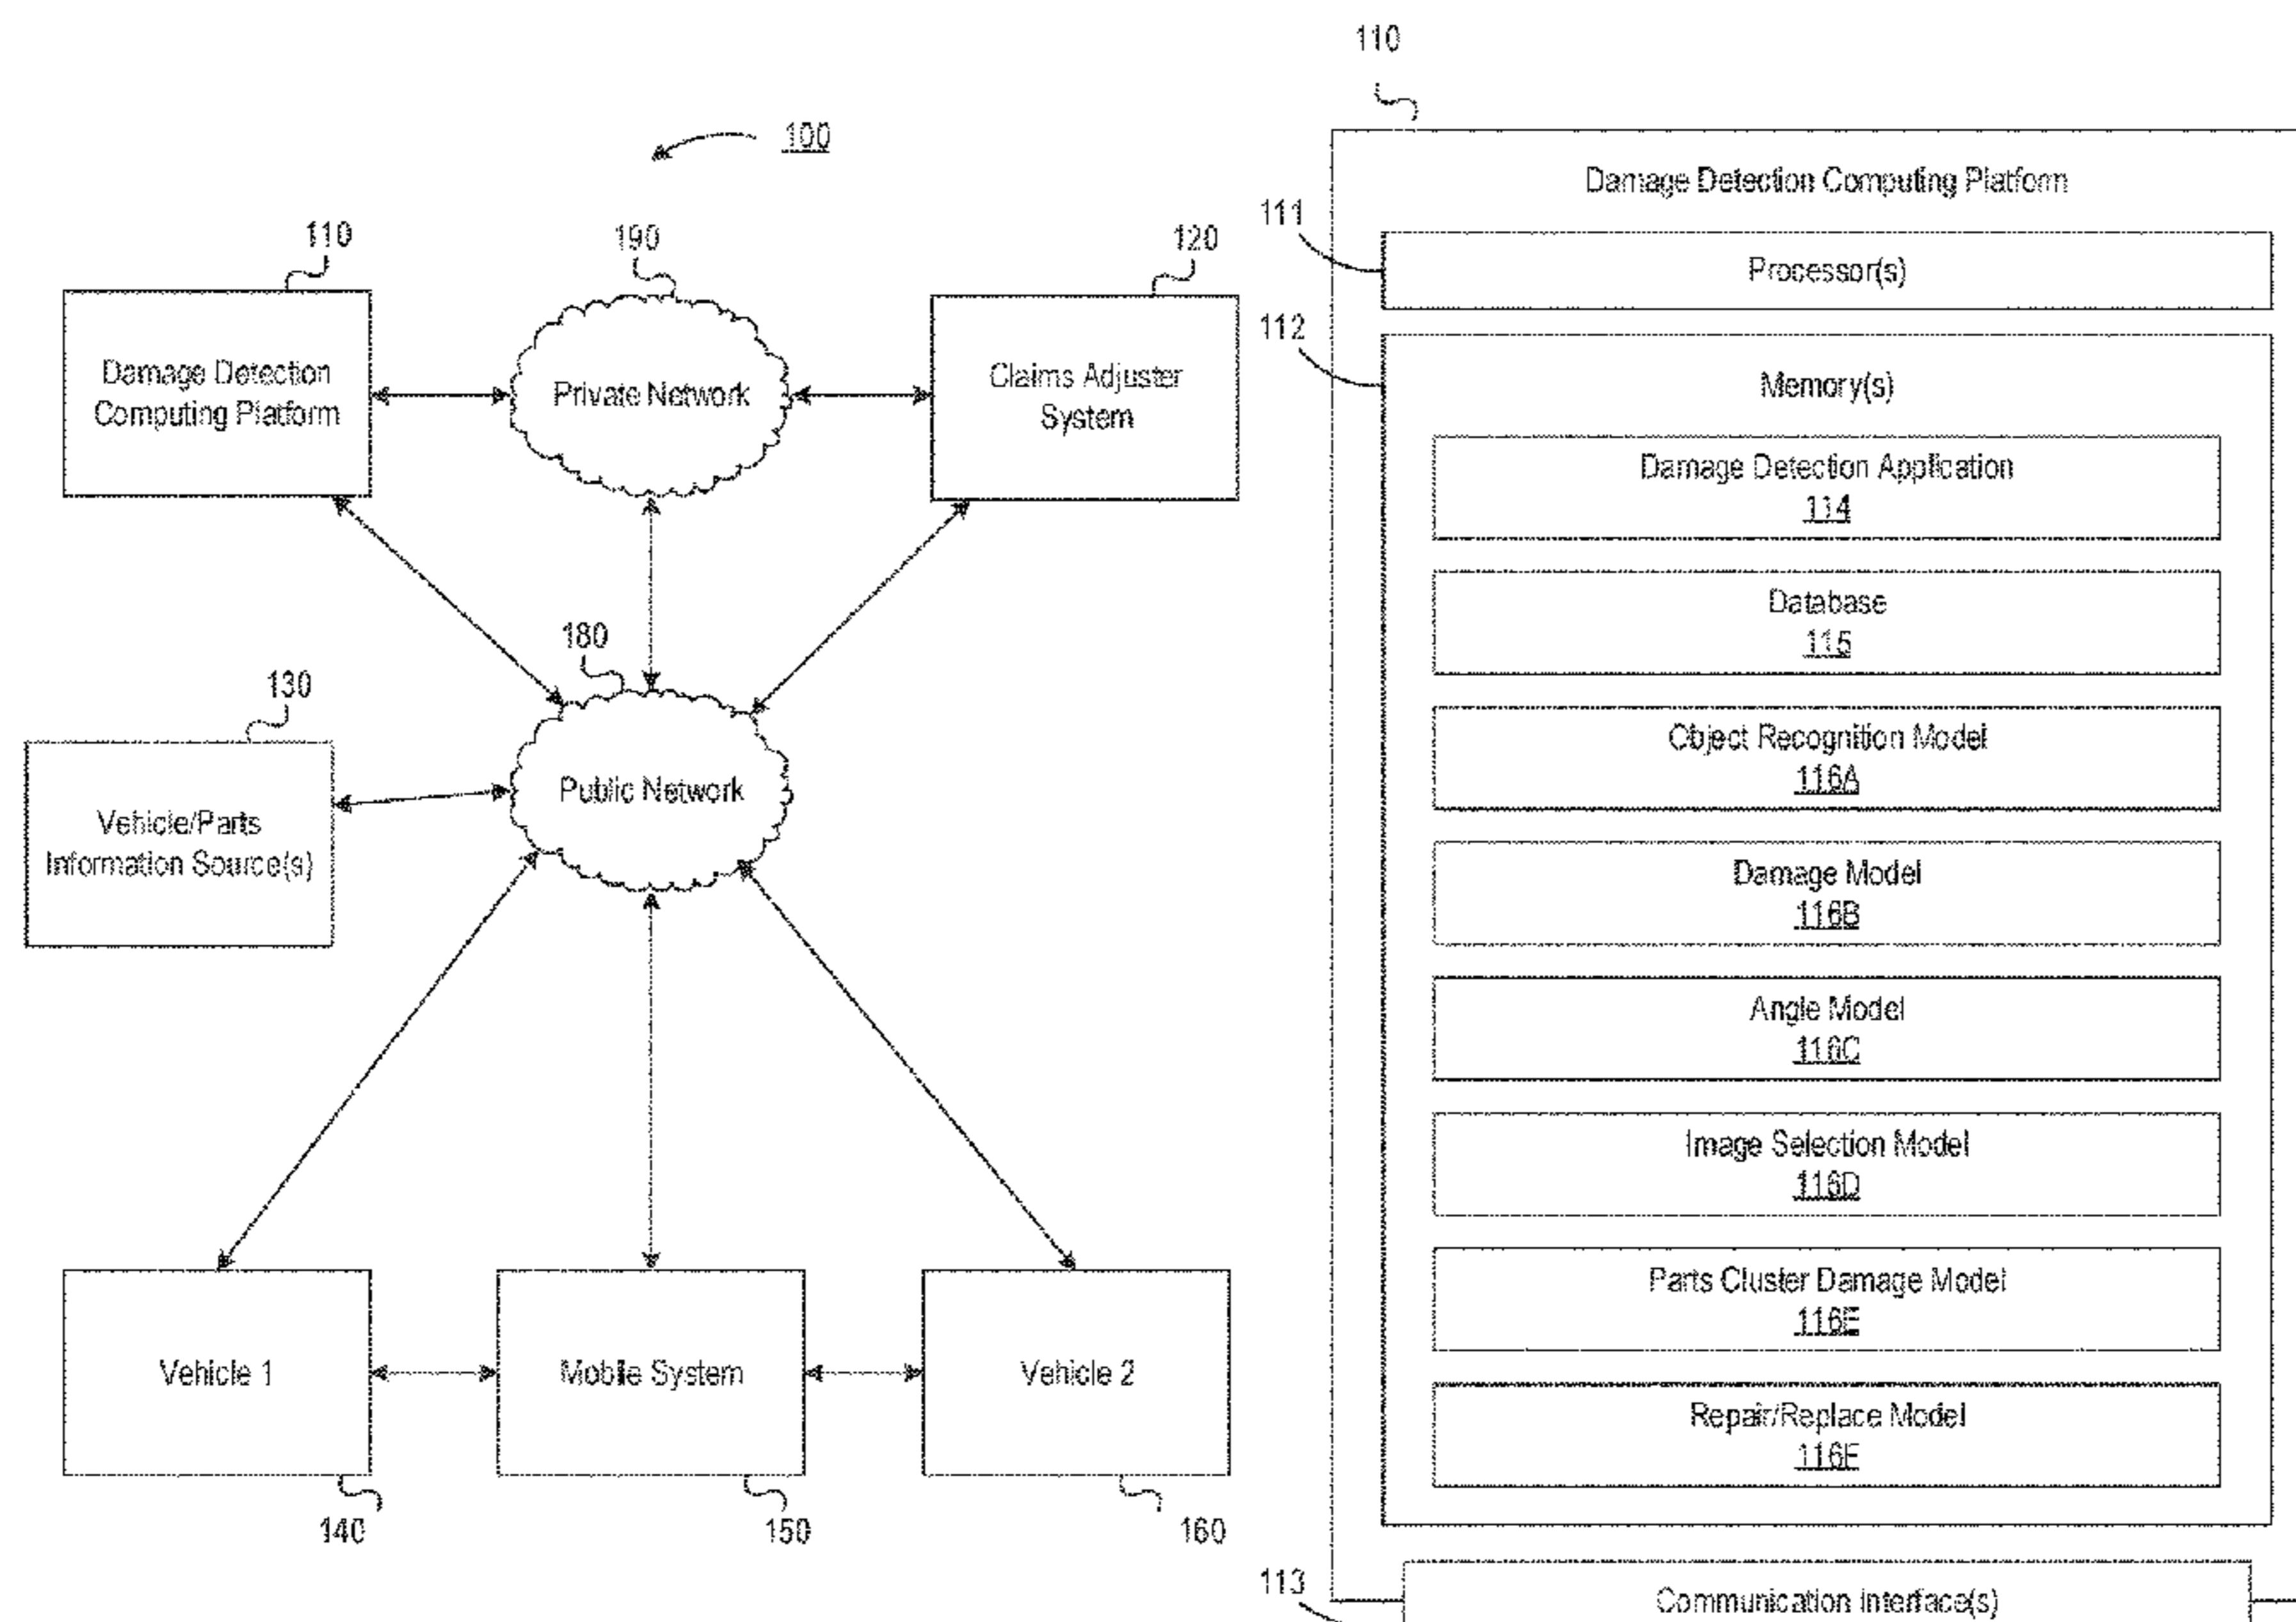 100
110
Damage Detection
Computing Platform
190
Private Network
120
Claims Adjuster
System
130
Vehicle/Parts
Information Source(s)
180
Public Network
Vehicle 1
140
Mobile System
150
Vehicle 2
160
110
Damage Detection Computing Platform
111
Processor(s)
112
Memory(s)
Damage Detection Application
114
Database
115
Object Recognition Model
116A
Damage Model
116B
Angle Model
116C
Image Selection Model
116D
Parts Cluster Damage Model
116E
Repair/Replace Model
116F
113
Communication Interface(s)